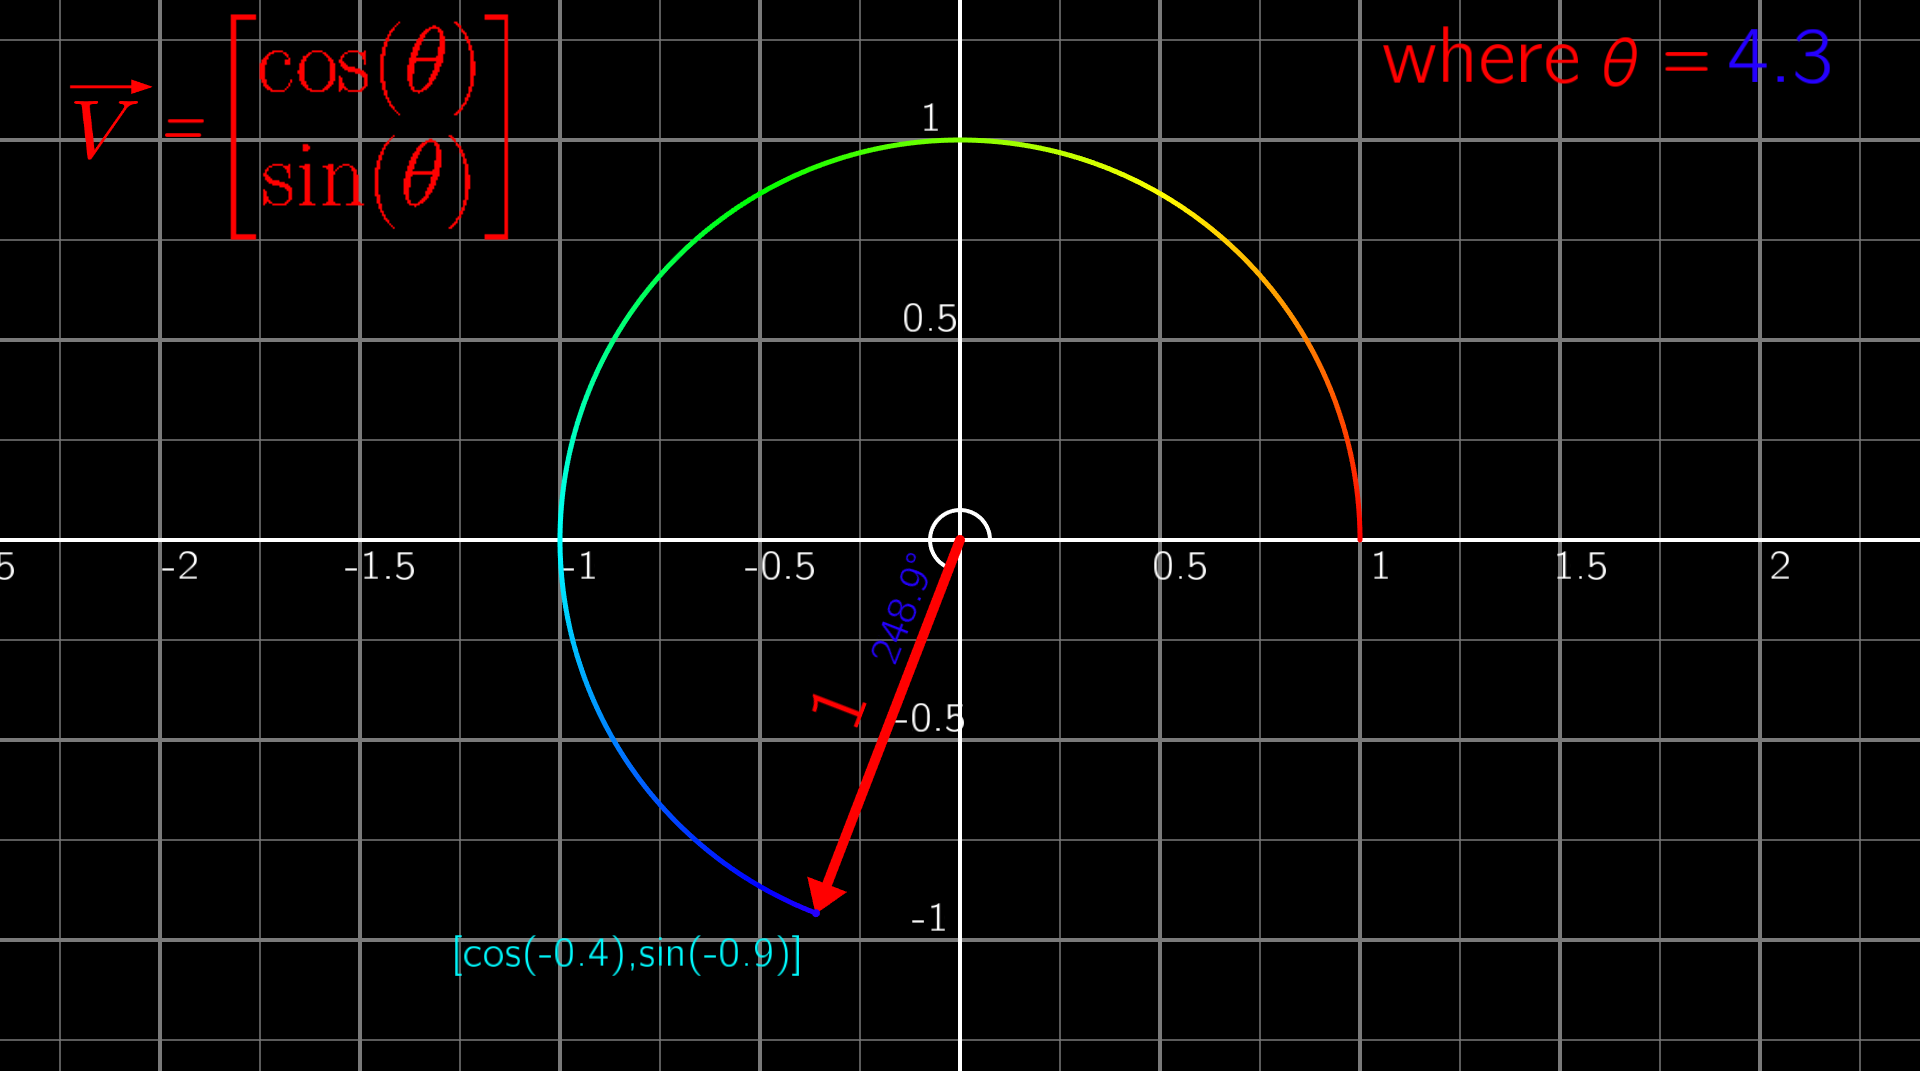 V = [cos(θ)
sin(θ)]
where θ = 4.3
1
0.5
5 -2 -1.5 -1 -0.5 0.5 1 1.5 2
248.9°
1
-0.5
-1
[cos(-0.4),sin(-0.9)]